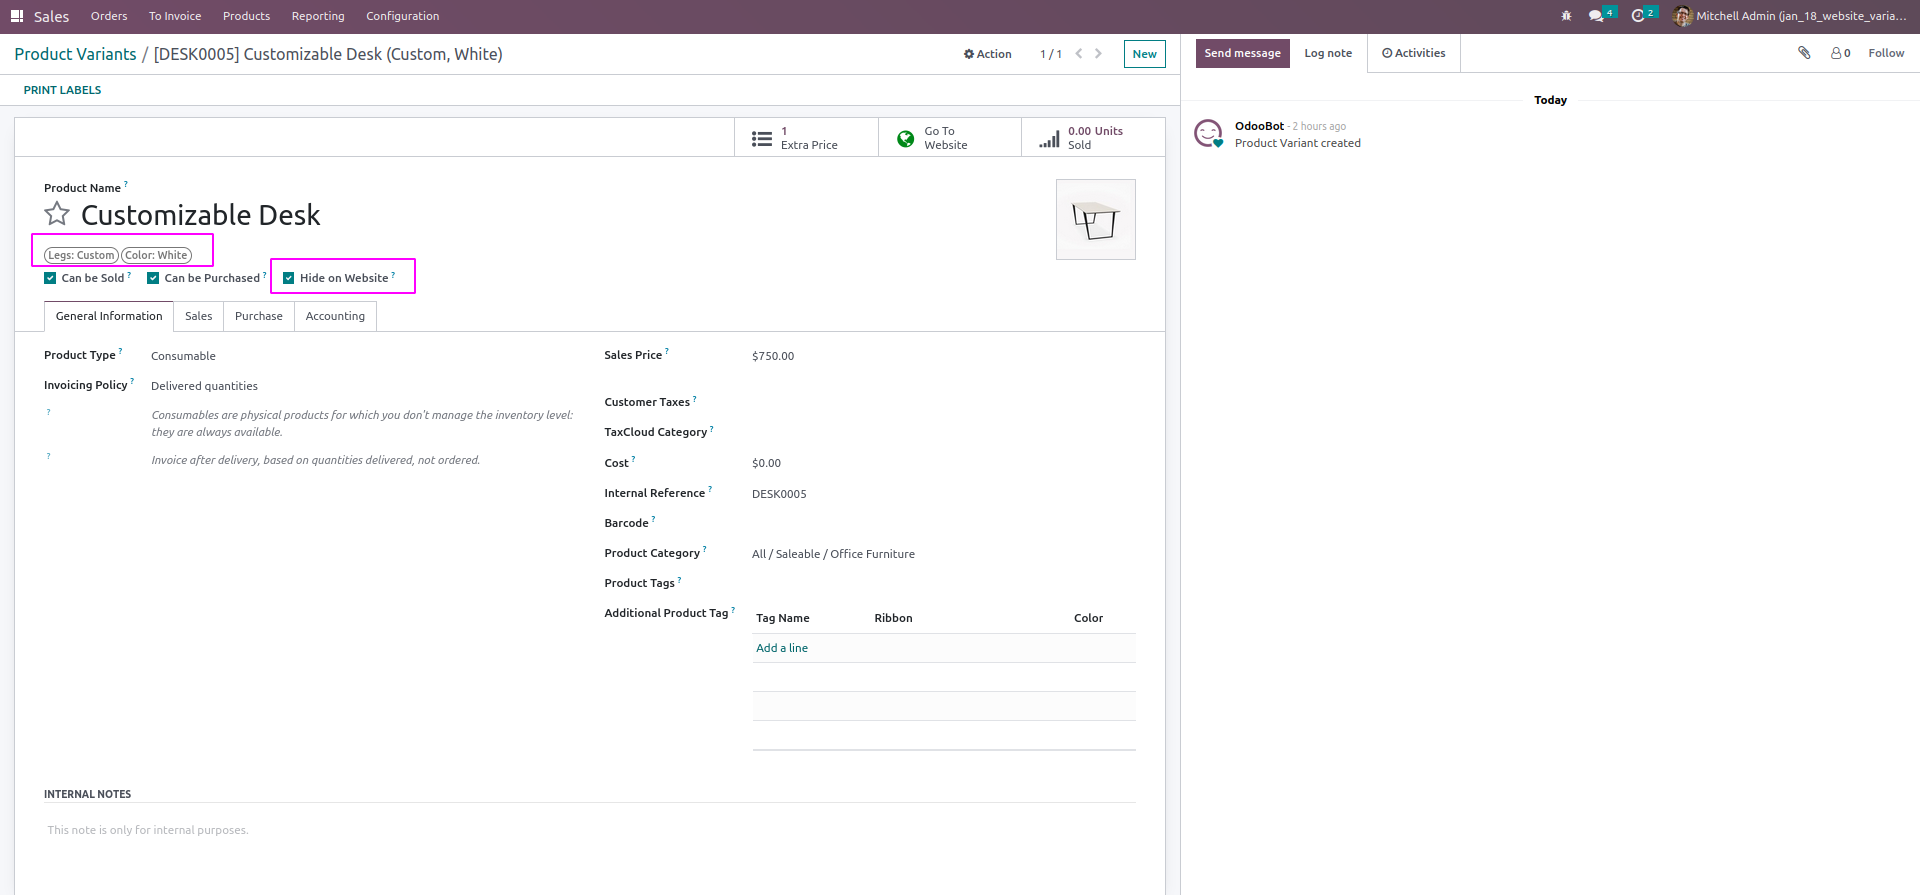 Sales Orders To Invoice Products Reporting Configuration 4 2 Mitchell Admin (jan_18_website_varia...
Product Variants / [DESK0005] Customizable Desk (Custom, White) Action 1 / 1 New
Send message Log note Activities 0 Follow
PRINT LABELS
Today
OdooBot - 2 hours ago
Product Variant created
1
Extra Price
Go To
Website
0.00 Units
Sold
Product Name ?
Customizable Desk
Legs: Custom Color: White
Can be Sold ? Can be Purchased ? Hide on Website ?
General Information Sales Purchase Accounting
Product Type ? Consumable
Invoicing Policy ? Delivered quantities
? Consumables are physical products for which you don't manage the inventory level:
they are always available.
? Invoice after delivery, based on quantities delivered, not ordered.
Sales Price ? $750.00
Customer Taxes ?
TaxCloud Category ?
Cost ? $0.00
Internal Reference ? DESK0005
Barcode ?
Product Category ? All / Saleable / Office Furniture
Product Tags ?
Additional Product Tag ? Tag Name Ribbon Color
Add a line
INTERNAL NOTES
This note is only for internal purposes.